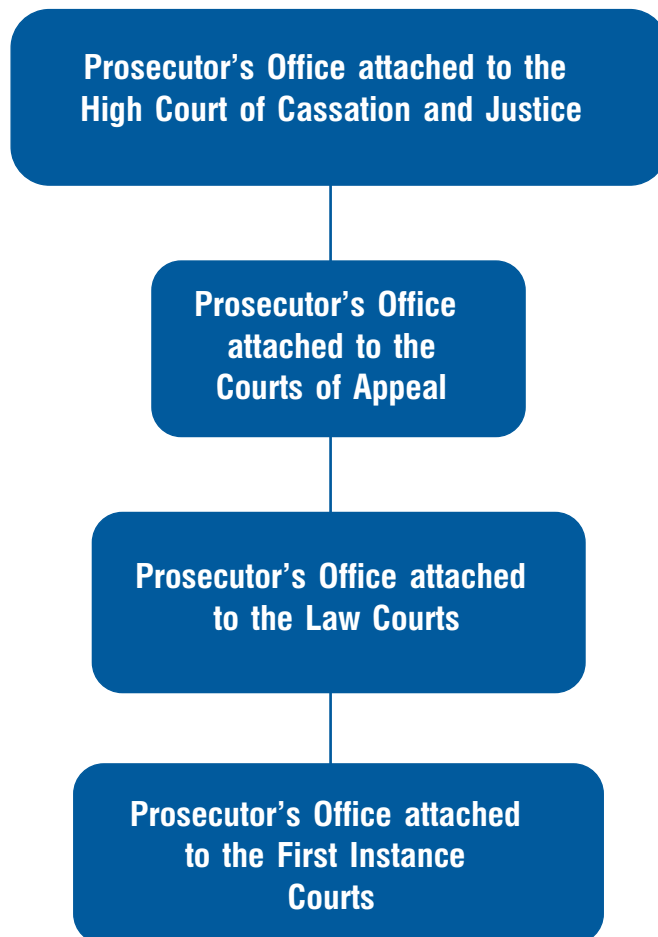 Prosecutor's Office attached to the
High Court of Cassation and Justice
Prosecutor's Office
attached to the
Courts of Appeal
Prosecutor's Office attached
to the Law Courts
Prosecutor's Office attached
to the First Instance
Courts